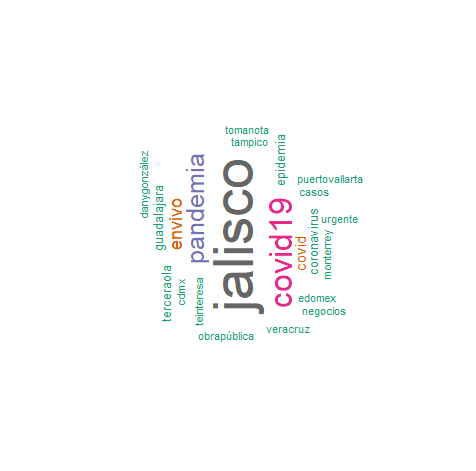 tomanota
tampico
epidemia
danygonzález
guadalajara
envivo
pandemia
jalisco
covid19
puertovallarta
casos
covid
coronavirus
urgente
monterrey
terceraola
cdmx
teinteresa
edomex
negocios
obrapública
veracruz